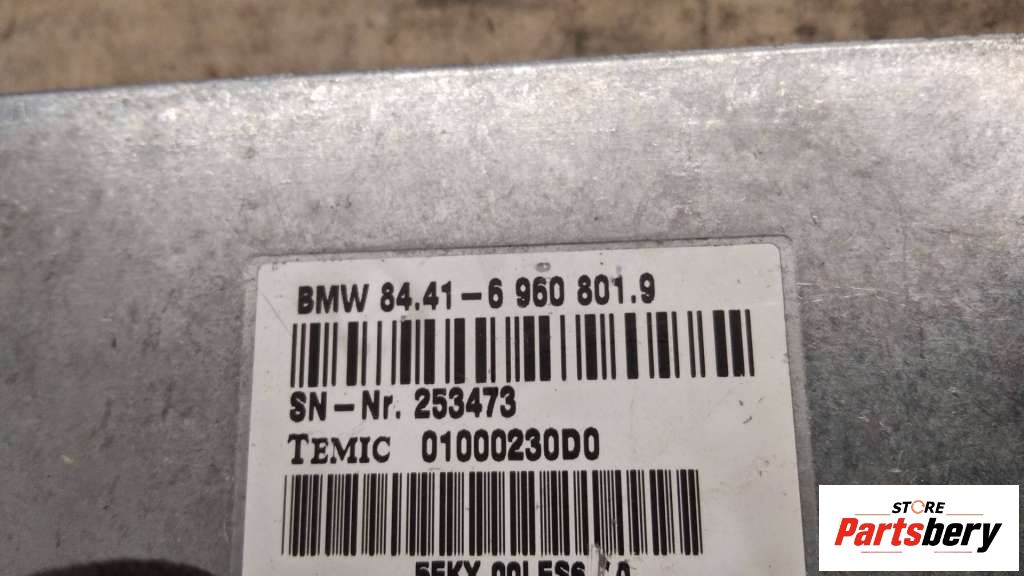 BMW 84.41-6 960 801.9
SN-Nr. 253473
TEMIC 01000230D0
STORE
Partsbery